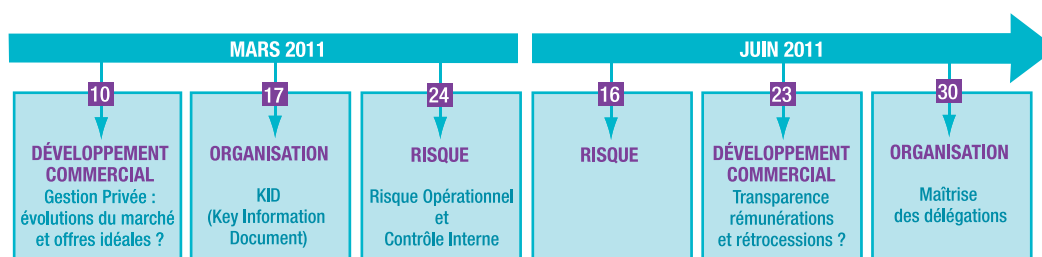 MARS 2011
JUIN 2011
10
DÉVELOPPEMENT
COMMERCIAL
Gestion Privée :
évolutions du marché
et offres idéales ?
17
ORGANISATION
KID
(Key Information
Document)
24
RISQUE
Risque Opérationnel
et
Contrôle Interne
16
RISQUE
23
DÉVELOPPEMENT
COMMERCIAL
Transparence
rémunérations
et rétrocessions ?
30
ORGANISATION
Maîtrise
des délégations